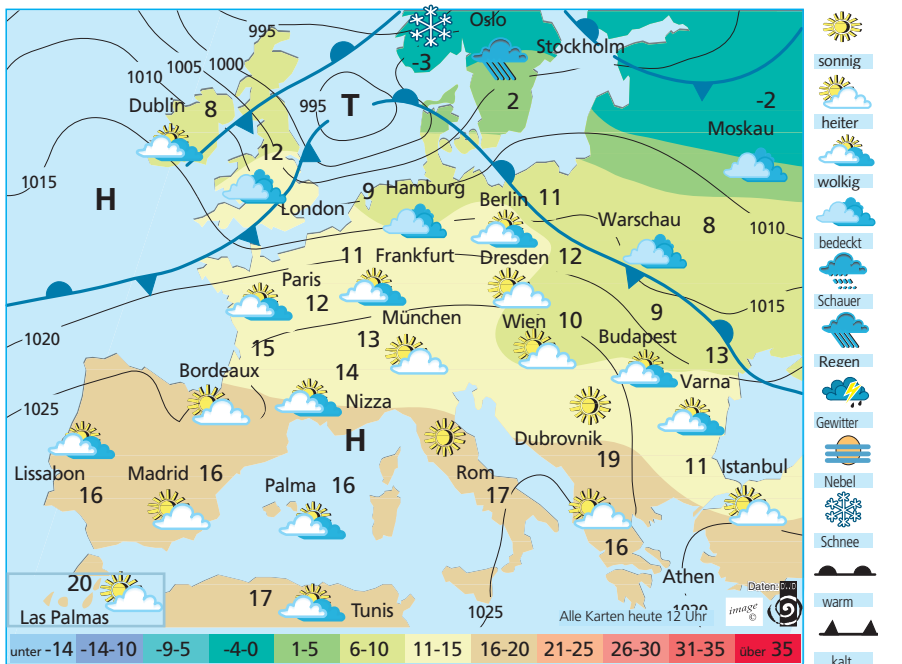 995
Oslo
sonnig
Stockholm
1010 1005 1000
-3
995
T
Dublin 8
2
-2
Moskau
heiter
12
1015
H
9 Hamburg
Berlin 11
London
wolkig
Warschau 8
1010
11 Frankfurt
Dresden 12
bedeckt
Paris
12
1015
Schauer
München
Wien 10
9
1020
15
13
Budapest
13
Regen
Bordeaux
14
Varna
1025
Nizza
H
Dubrovnik
Gewitter
Lissabon
16
Madrid 16
Palma 16
Rom
17
19
11 Istanbul
Nebel
16
Schnee
20
Las Palmas
17
Tunis
1025
Athen
Daten:
Alle Karten heute 12 Uhr
1020
image
©
warm
unter -14 -14-10 -9-5 -4-0 1-5 6-10 11-15 16-20 21-25 26-30 31-35 über 35
kalt